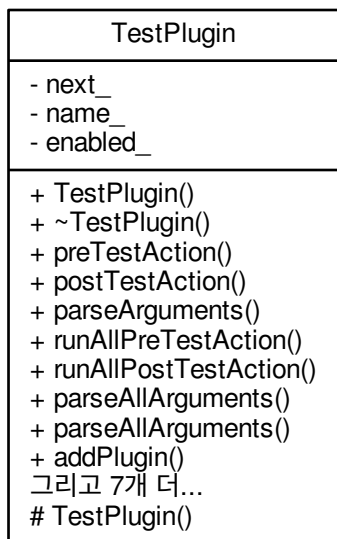 TestPlugin
- next_
- name_
- enabled_
+ TestPlugin()
+ ~TestPlugin()
+ preTestAction()
+ postTestAction()
+ parseArguments()
+ runAllPreTestAction()
+ runAllPostTestAction()
+ parseAllArguments()
+ parseAllArguments()
+ addPlugin()
그리고 7개 더...
# TestPlugin()